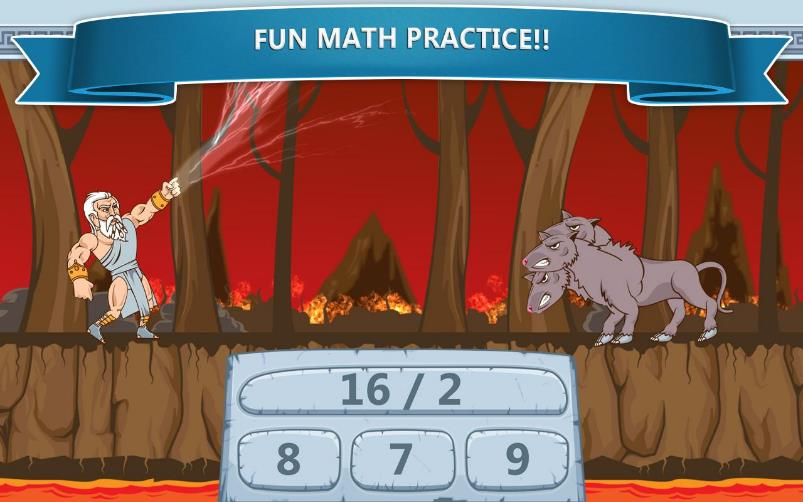 FUN MATH PRACTICE!!
16 / 2
8 7 9